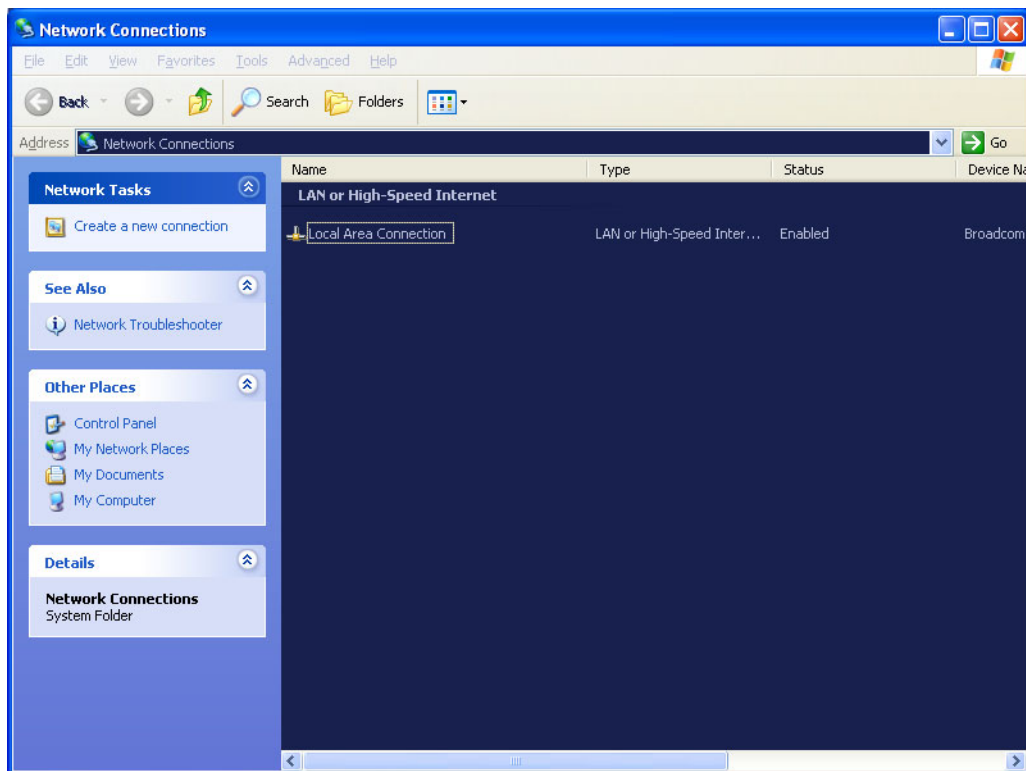 Network Connections
File Edit View Favorites Tools Advanced Help
Back Search Folders
Address Network Connections Go
Network Tasks
Create a new connection
See Also
Network Troubleshooter
Other Places
Control Panel
My Network Places
My Documents
My Computer
Details
Network Connections
System Folder
Name Type Status Device Na
LAN or High-Speed Internet
Local Area Connection LAN or High-Speed Inter... Enabled Broadcom